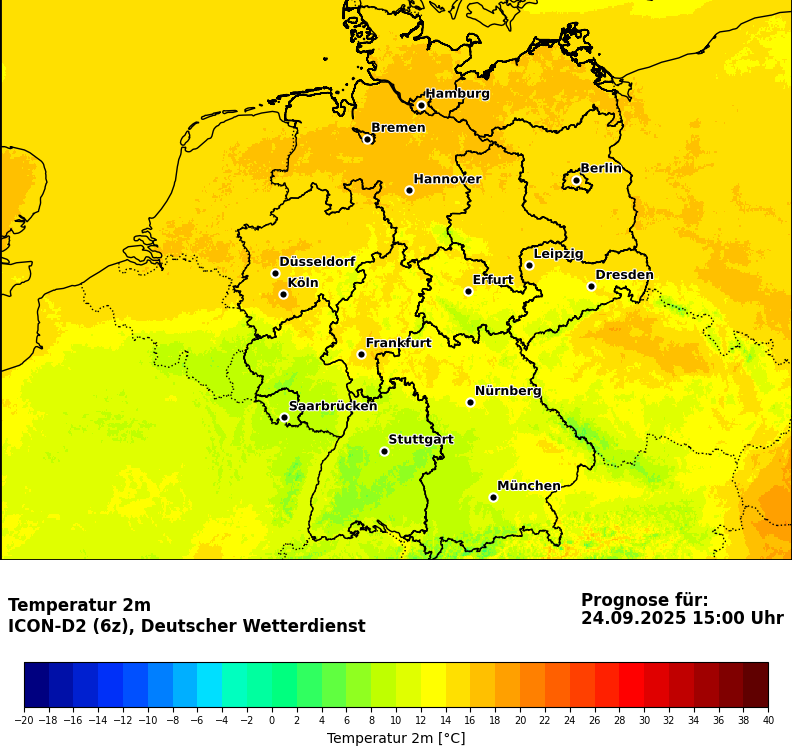 Hamburg
Bremen
Berlin
Hannover
Leipzig
Düsseldorf
Dresden
Erfurt
Köln
Frankfurt
Nürnberg
Saarbrücken
Stuttgart
München
Temperatur 2m
ICON-D2 (6z), Deutscher Wetterdienst
Prognose für:
24.09.2025 15:00 Uhr
−20 −18 −16 −14 −12 −10 −8 −6 −4 −2 0 2 4 6 8 10 12 14 16 18 20 22 24 26 28 30 32 34 36 38 40
Temperatur 2m [°C]